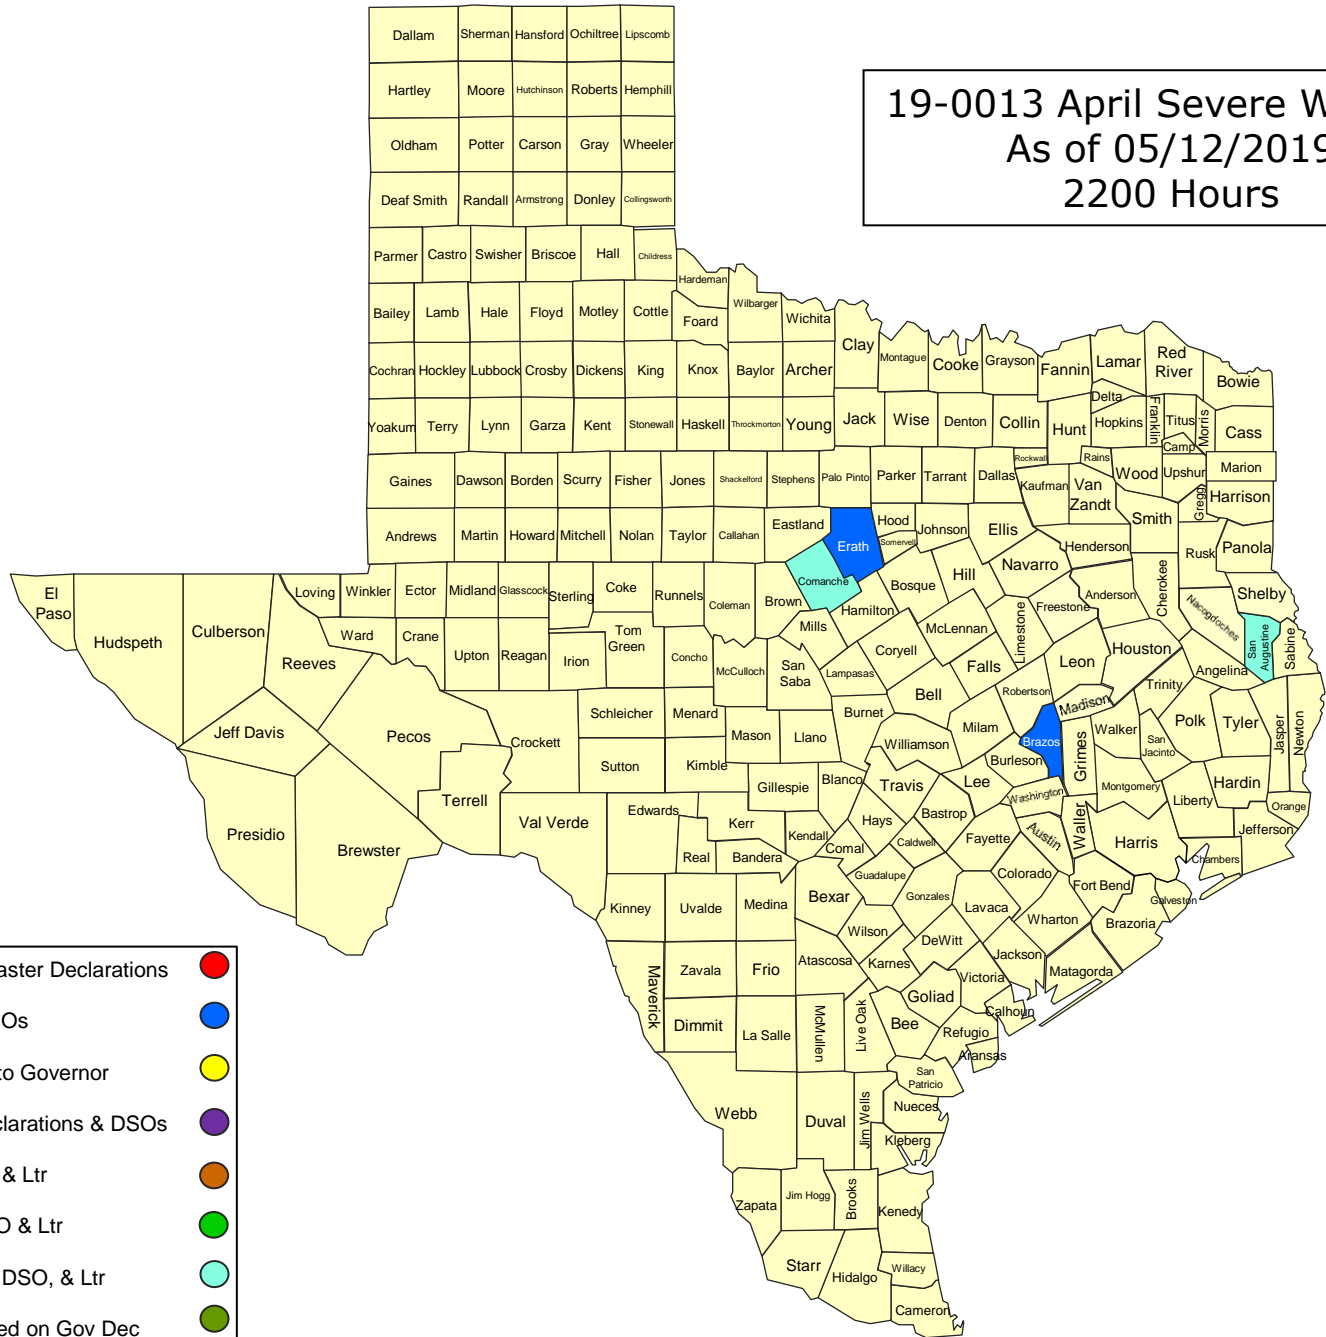 Dallam Sherman Hansford Ochiltree Lipscomb
Hartley Moore Hutchinson Roberts Hemphill
Oldham Potter Carson Gray Wheeler
Deaf Smith Randall Armstrong Donley Collingsworth
Parmer Castro Swisher Briscoe Hall Childress
19-0013 April Severe W
As of 05/12/2019
2200 Hours
Hardeman
Bailey Lamb Hale Floyd Motley Cottle Foard Wilbarger Wichita
Clay Montague Cooke Grayson Fannin Lamar Red
River
Bowie
Cochran Hockley Lubbock Crosby Dickens King Knox Baylor Archer
Delta
Yoakum Terry Lynn Garza Kent Stonewall Haskell Throckmorton Young Jack Wise Denton Collin Hunt Hopkins Franklin Titus Morris Cass
Camp
Rockwall Rains
Gaines Dawson Borden Scurry Fisher Jones Shackelford Stephens Palo Pinto Parker Tarrant Dallas Kaufman Van
Zandt
Wood Upshur Marion
Gregg Harrison
Andrews Martin Howard Mitchell Nolan Taylor Callahan Eastland Erath Hood Johnson Ellis Smith
Somervell
Henderson Rusk Panola
El
Paso
Hudspeth Culberson Loving Winkler Ector Midland Glasscock Sterling Coke Runnels Coleman Brown Comanche
Hamilton Bosque Hill Navarro Freestone Anderson Cherokee Nacogdoches Shelby
Reeves Ward Crane Upton Reagan Irion Tom
Green
Concho McCulloch San
Saba
Mills Lampasas Coryell McLennan Limestone Falls Leon Houston Angelina San
Augustine
Sabine
Jeff Davis Pecos Crockett Schleicher Menard Mason Llano Burnet Bell Milam Robertson Madison Trinity
Brazos Walker San
Jacinto
Polk Tyler Jasper Newton
Sutton Kimble Gillespie Blanco Williamson Burleson Grimes
Presidio Brewster Terrell Val Verde Edwards Kerr Kendall Travis Lee Washington Montgomery Liberty Hardin Orange
Real Bandera Comal Hays Caldwell Bastrop Fayette Austin Waller Harris Chambers Jefferson
Kinney Uvalde Medina Bexar Guadalupe Gonzales Lavaca Colorado Fort Bend Galveston
Wilson DeWitt Wharton Brazoria
Maverick Zavala Frio Atascosa Karnes Victoria Jackson Matagorda
Dimmit La Salle McMullen Live Oak Bee Goliad Refugio Calhoun
Aransas
San
Patricio
Webb Duval Jim Wells Nueces
Kleberg
Zapata Jim Hogg Brooks Kenedy
Starr Hidalgo Willacy
Cameron
aster Declarations
Os
to Governor
clarations & DSOs
& Ltr
O & Ltr
DSO, & Ltr
ed on Gov Dec